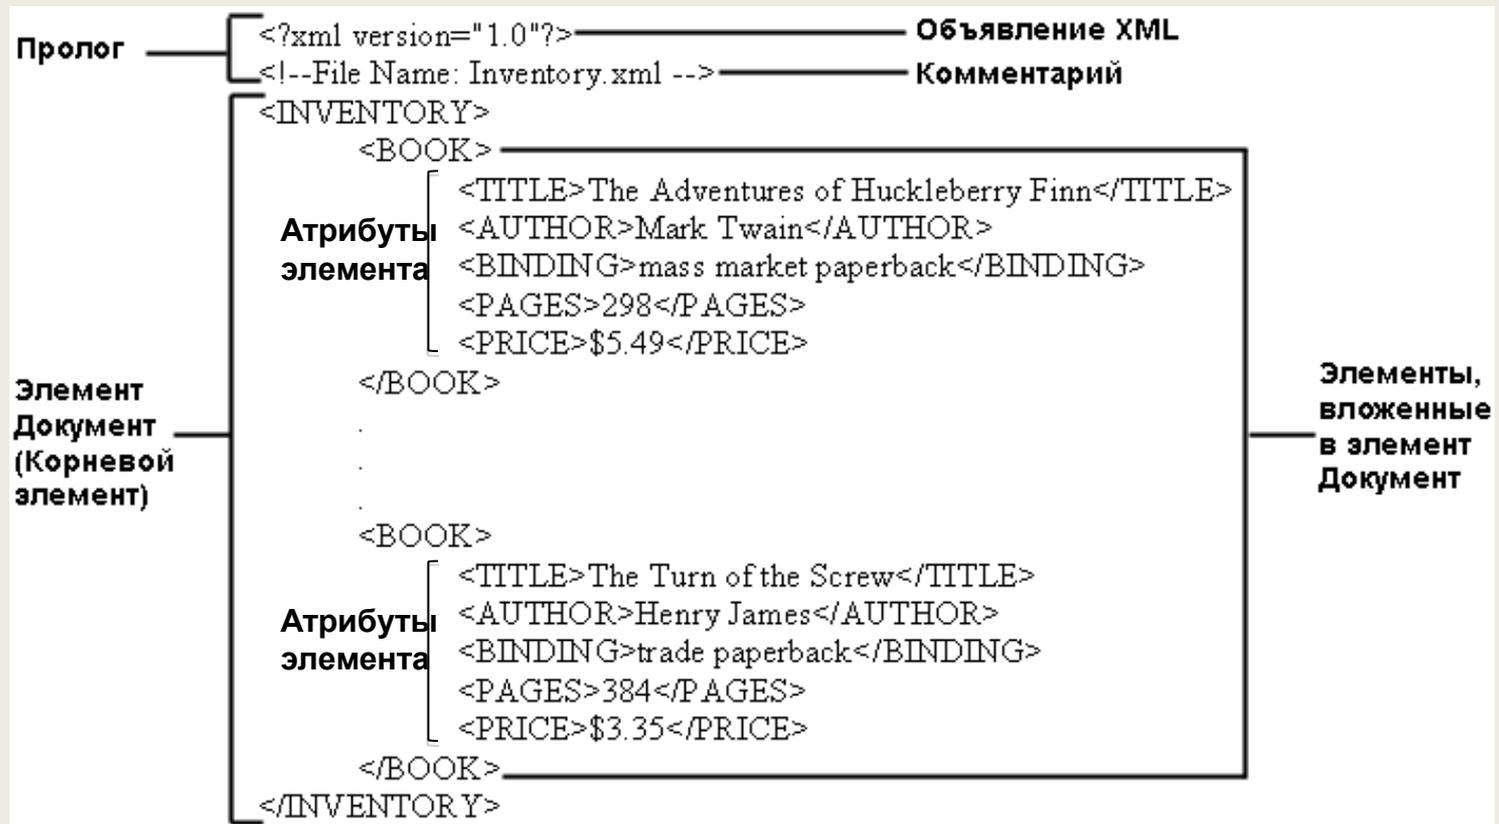 Пролог
<?xml version="1.0"?>
Объявление XML
<!--File Name: Inventory.xml -->
Комментарий
<INVENTORY>
<BOOK>
<TITLE>The Adventures of Huckleberry Finn</TITLE>
Атрибуты
элемента
<AUTHOR>Mark Twain</AUTHOR>
<BINDING>mass market paperback</BINDING>
<PAGES>298</PAGES>
<PRICE>$5.49</PRICE>
</BOOK>
Элемент
Документ
(Корневой
элемент)
.
.
.
Элементы,
вложенные
в элемент
Документ
<BOOK>
<TITLE>The Turn of the Screw</TITLE>
Атрибуты
элемента
<AUTHOR>Henry James</AUTHOR>
<BINDING>trade paperback</BINDING>
<PAGES>384</PAGES>
<PRICE>$3.35</PRICE>
</BOOK>
</INVENTORY>